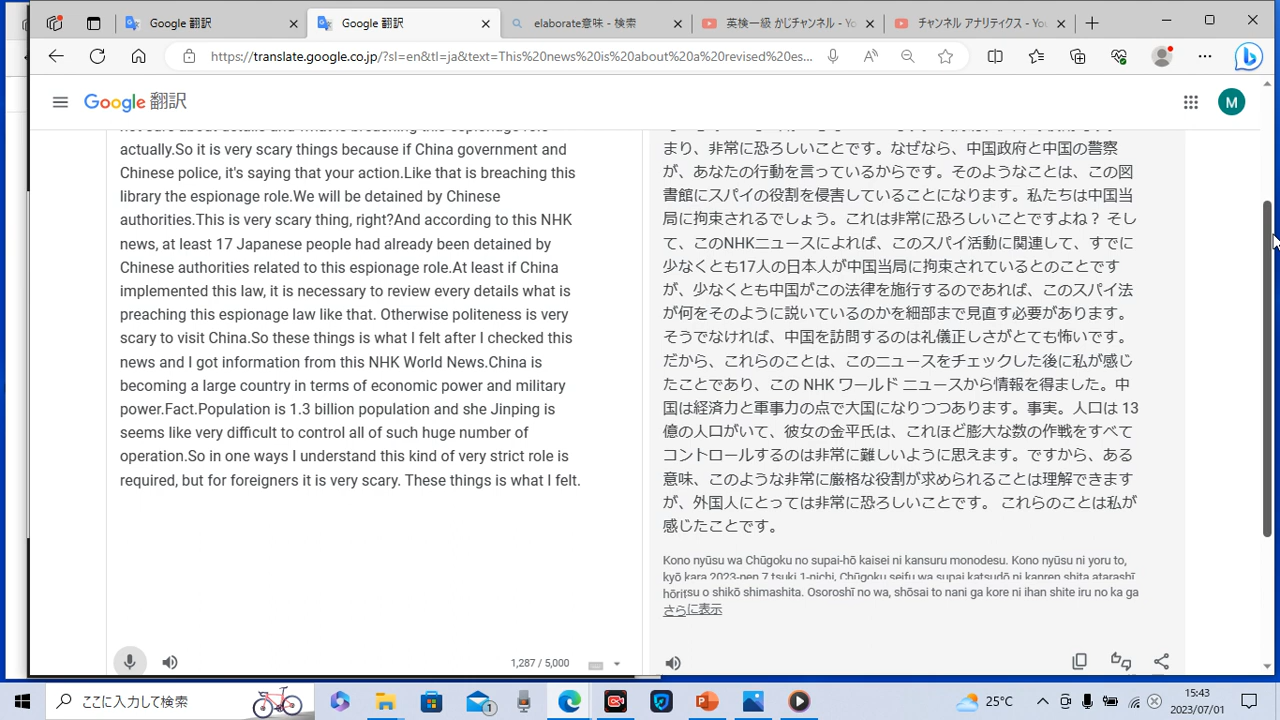 Google 翻訳
Google 翻訳
elaborate意味 - 検索
英検一級 かじチャンネル - Yo
チャンネル アナリティクス - You
https://translate.google.co.jp/?sl=en&tl=ja&text=This%20news%20is%20about%20a%20revised%20es...
Google 翻訳
M
actually.So it is very scary things because if China government and
Chinese police, it's saying that your action.Like that is breaching this
library the espionage role.We will be detained by Chinese
authorities.This is very scary thing, right?And according to this NHK
news, at least 17 Japanese people had already been detained by
Chinese authorities related to this espionage role.At least if China
implemented this law, it is necessary to review every details what is
preaching this espionage law like that. Otherwise politeness is very
scary to visit China.So these things is what I felt after I checked this
news and I got information from this NHK World News.China is
becoming a large country in terms of economic power and military
power.Fact.Population is 1.3 billion population and she Jinping is
seems like very difficult to control all of such huge number of
operation.So in one ways I understand this kind of very strict role is
required, but for foreigners it is very scary. These things is what I felt.
1,287 / 5,000
まり、非常に恐ろしいことです。なぜなら、中国政府と中国の警察
が、あなたの行動を言っているからです。そのようなことは、この図
書館にスパイの役割を侵害していることになります。私たちは中国当
局に拘束されるでしょう。これは非常に恐ろしいことですよね？ そし
て、このNHKニュースによれば、このスパイ活動に関連して、すでに
少なくとも17人の日本人が中国当局に拘束されているとのことです
が、少なくとも中国がこの法律を施行するのであれば、このスパイ法
が何をそのように説いているのかを細部まで見直す必要があります。
そうでなければ、中国を訪問するのは礼儀正しさがとても怖いです。
だから、これらのことは、このニュースをチェックした後に私が感じ
たことであり、この NHK ワールド ニュースから情報を得ました。中
国は経済力と軍事力の点で大国になりつつあります。事実。人口は 13
億の人口がいて、彼女の金平氏は、これほど膨大な数の作戦をすべて
コントロールするのは非常に難しいように思えます。ですから、ある
意味、このような非常に厳格な役割が求められることは理解できます
が、外国人にとっては非常に恐ろしいことです。 これらのことは私が
感じたことです。
Kono nyūsu wa Chūgoku no supai-hō kaisei ni kansuru monodesu. Kono nyūsu ni yoru to,
kyō kara 2023-nen 7 tsuki 1-nichi, Chūgoku seifu wa supai katsudō ni kanren shita atarashī
hōritsu o shikō shimashita. Osoroshī no wa, shōsai to nani ga kore ni ihan shite iru no ka ga
さらに表示
ここに入力して検索
1
25°C
15:43
2023/07/01